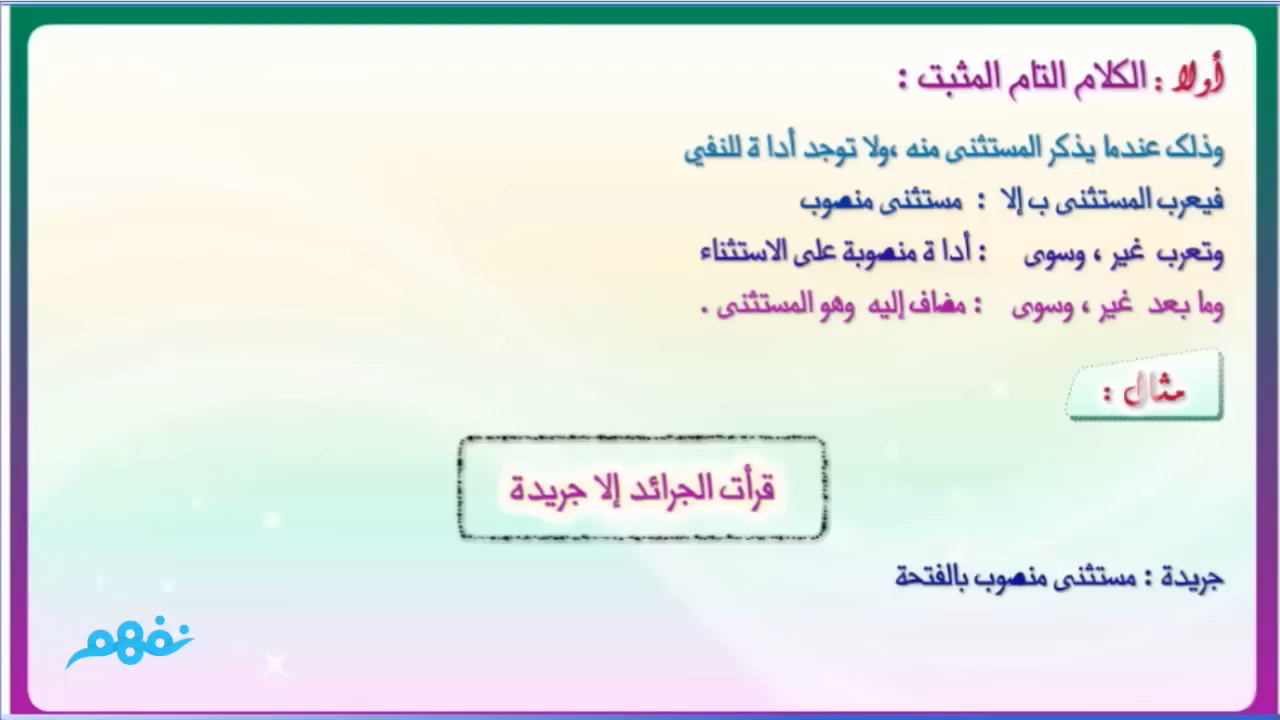 أولا : الكلام التام المثبت :
وذلك عندما يذكر المستثنى منه ،ولا توجد أدا ة للنفي
فيعرب المستثنى ب إلا : مستثنى منصوب
وتعرب غير ، وسوى : أدا ة منصوبة على الاستثناء
وما بعد غير ، وسوى : مضاف إليه وهو المستثنى .
مثال :
قرأت الجرائد إلا جريدة
جريدة : مستثنى منصوب بالفتحة
نفهم